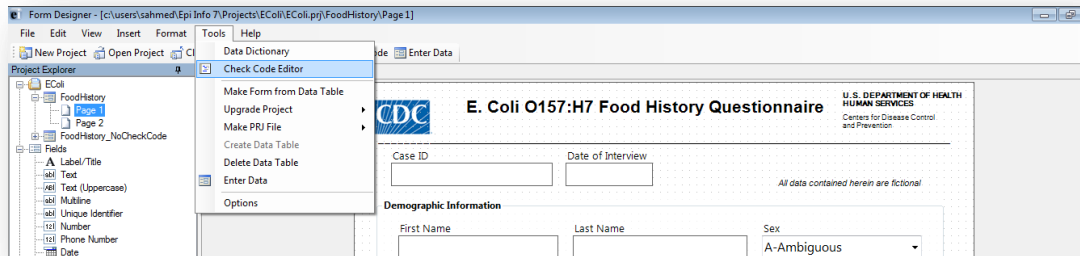 Form Designer - [c:\users\sahmed\Epi Info 7\Projects\EColi\EColi.prj\FoodHistory\Page 1]
File Edit View Insert Format Tools Help
New Project Open Project Cl de Enter Data
Project Explorer
EColi
FoodHistory
Page 1
Page 2
FoodHistory_NoCheckCode
Fields
A Label/Title
Text
Text (Uppercase)
Multiline
Unique Identifier
Number
Phone Number
Date
Data Dictionary
Check Code Editor
Make Form from Data Table
Upgrade Project
Make PRJ File
Create Data Table
Delete Data Table
Enter Data
Options
CDC
E. Coli O157:H7 Food History Questionnaire
U.S. DEPARTMENT OF HEALTH
HUMAN SERVICES
Centers for Disease Control
and Prevention
Case ID Date of Interview
All data contained herein are fictional
Demographic Information
First Name Last Name Sex
A-Ambiguous